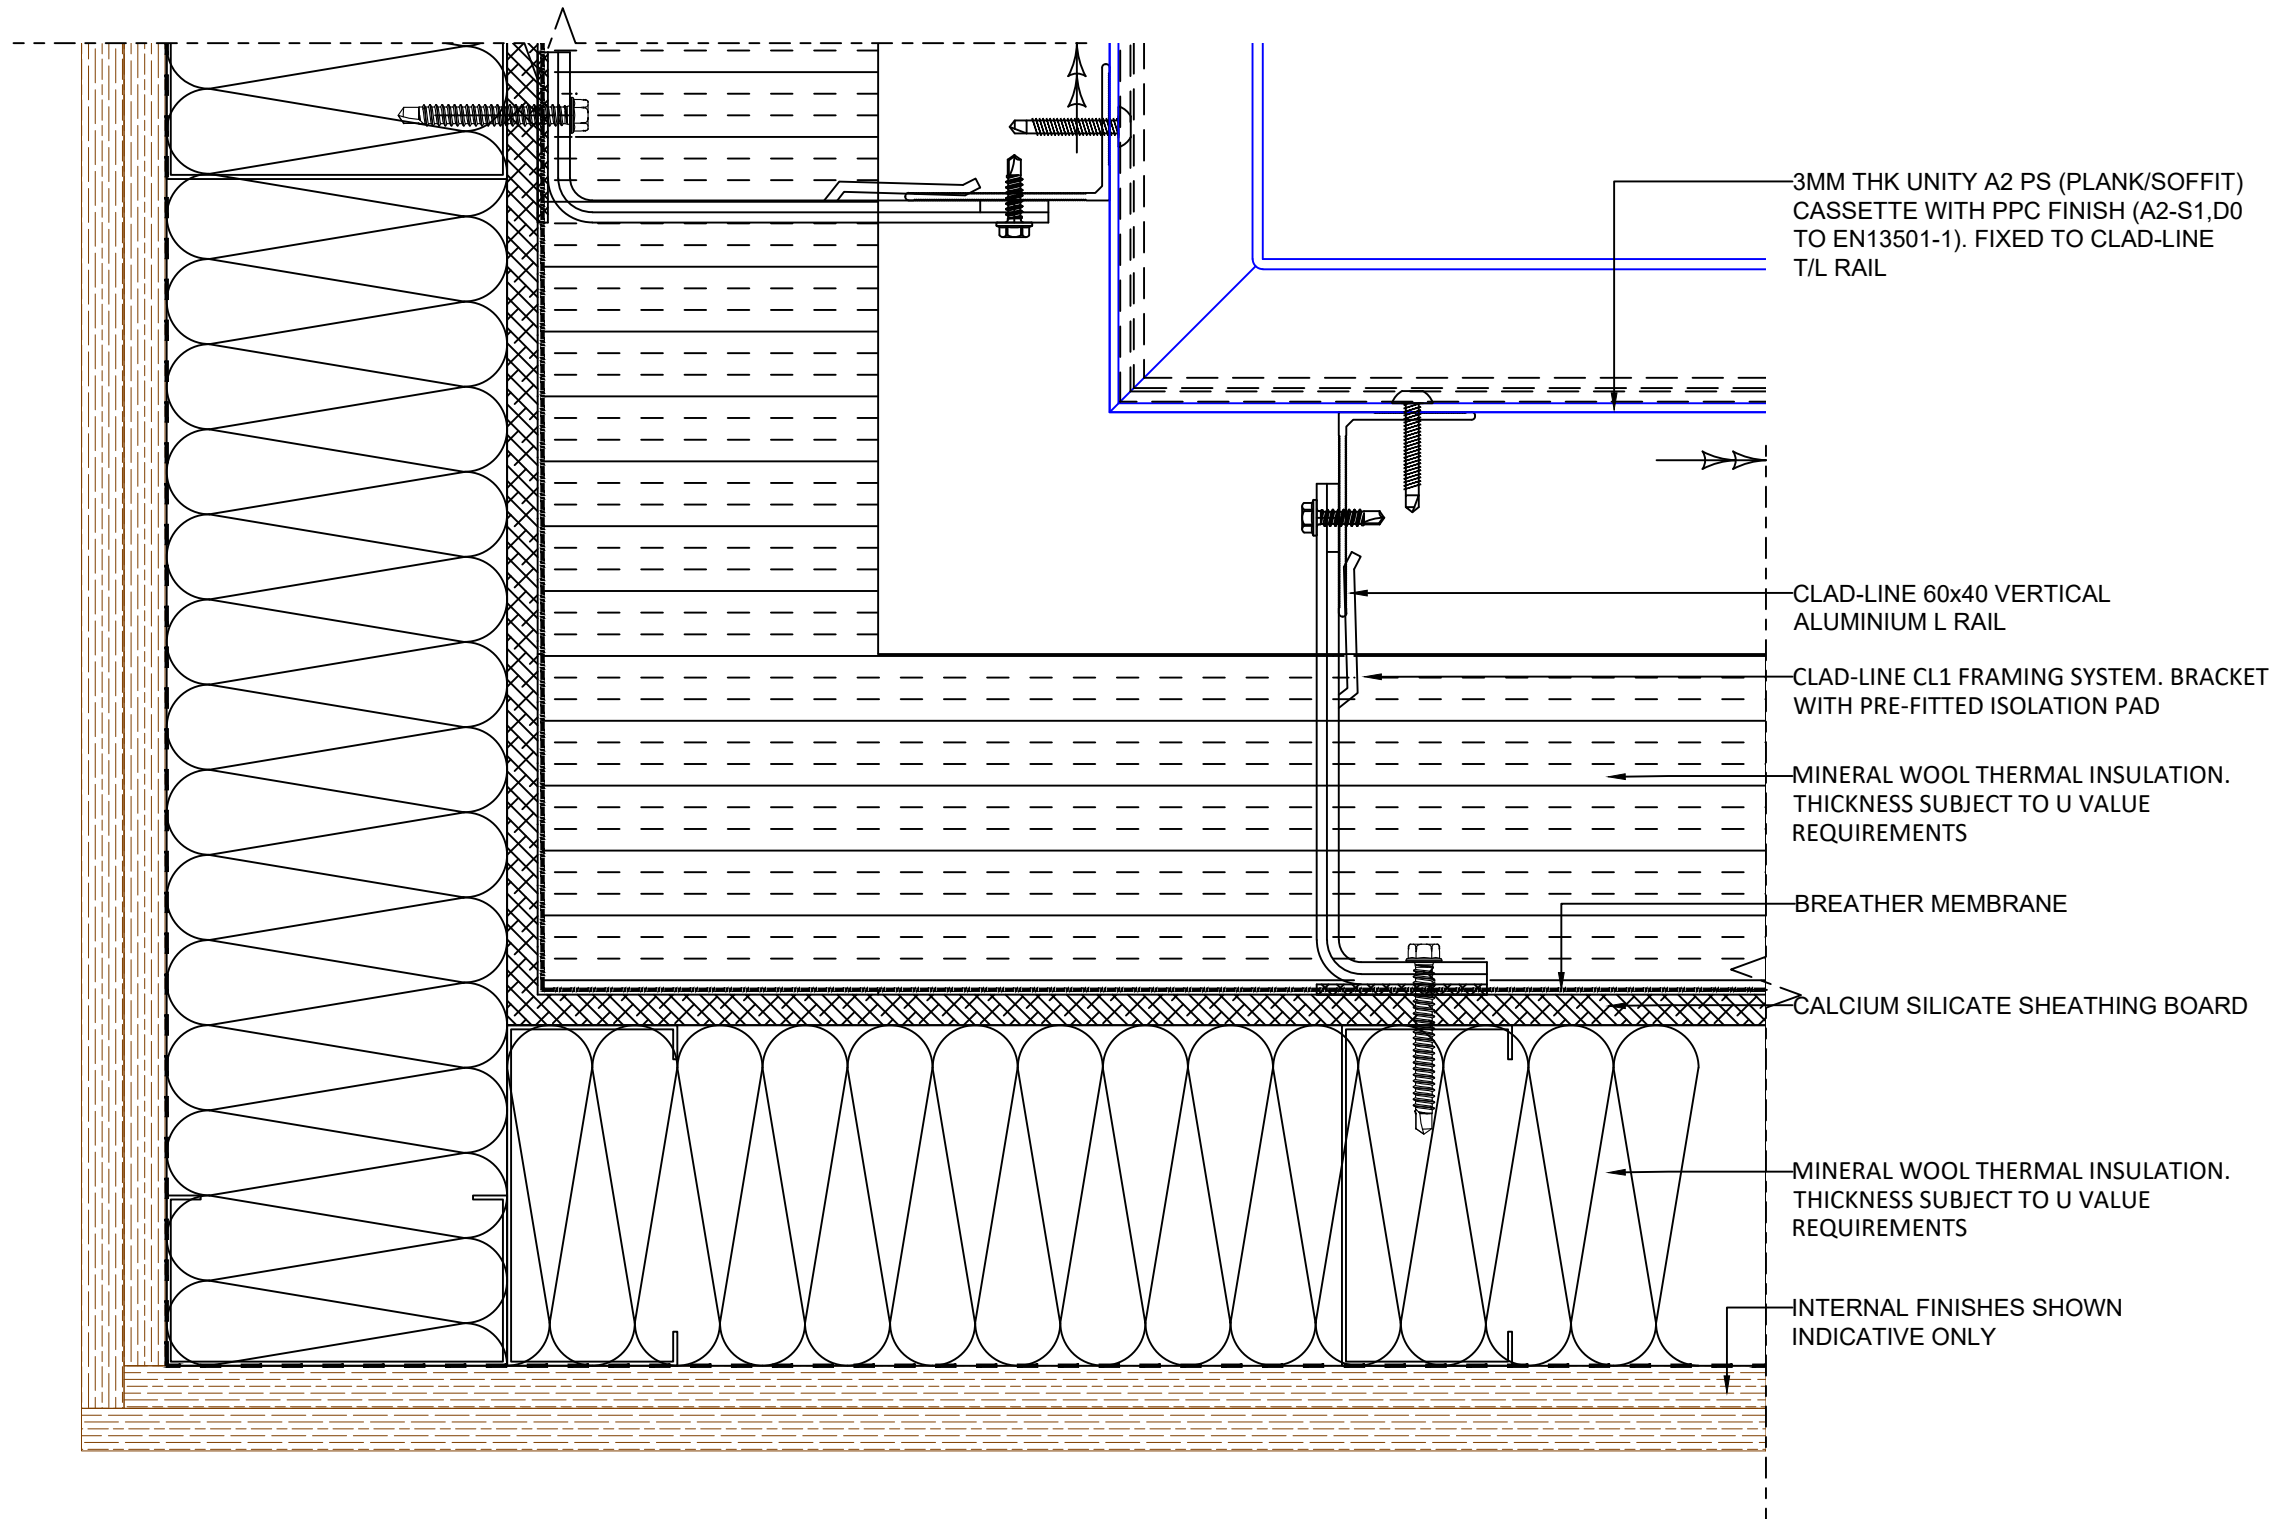 3MM THK UNITY A2 PS (PLANK/SOFFIT)
CASSETTE WITH PPC FINISH (A2-S1,D0
TO EN13501-1). FIXED TO CLAD-LINE
T/L RAIL
CLAD-LINE 60x40 VERTICAL
ALUMINIUM L RAIL
CLAD-LINE CL1 FRAMING SYSTEM. BRACKET
WITH PRE-FITTED ISOLATION PAD
MINERAL WOOL THERMAL INSULATION.
THICKNESS SUBJECT TO U VALUE
REQUIREMENTS
BREATHER MEMBRANE
CALCIUM SILICATE SHEATHING BOARD
MINERAL WOOL THERMAL INSULATION.
THICKNESS SUBJECT TO U VALUE
REQUIREMENTS
INTERNAL FINISHES SHOWN
INDICATIVE ONLY